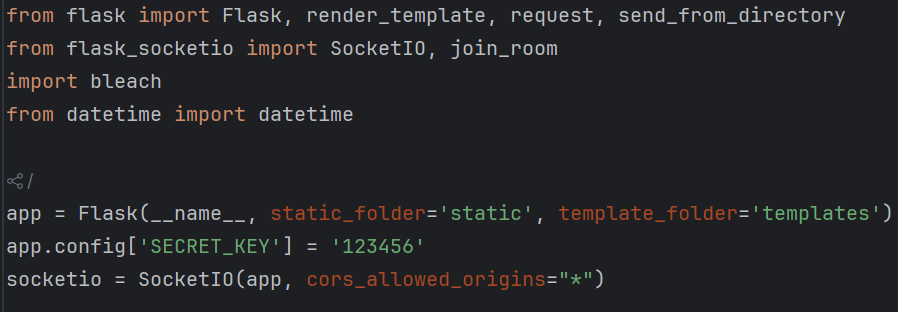 from flask import Flask, render_template, request, send_from_directory
from flask_socketio import SocketIO, join_room
import bleach
from datetime import datetime
/
app = Flask(__name__, static_folder='static', template_folder='templates')
app.config['SECRET_KEY'] = '123456'
socketio = SocketIO(app, cors_allowed_origins="*")